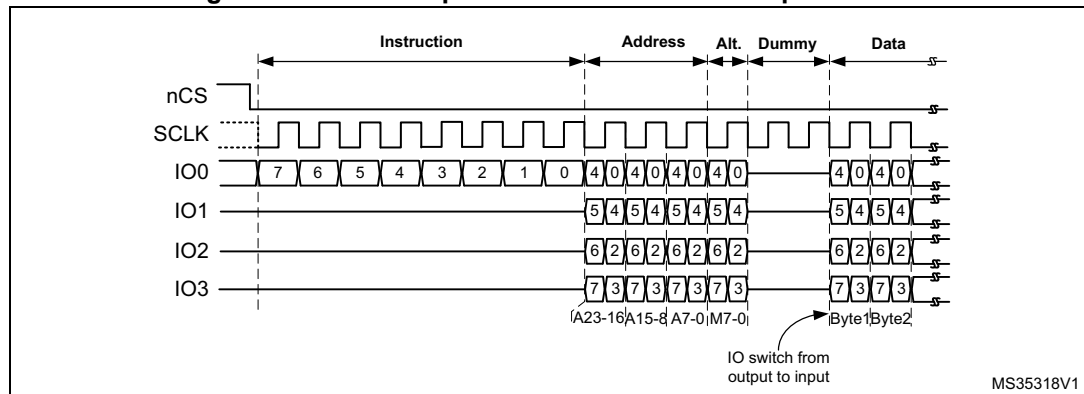 Instruction Address Alt. Dummy Data
nCS
SCLK
IO0 7 6 5 4 3 2 1 0 4 0 4 0 4 0 4 0 4 0 4 0
IO1 5 4 5 4 5 4 5 4 5 4 5 4
IO2 6 2 6 2 6 2 6 2 6 2 6 2
IO3 7 3 7 3 7 3 7 3 7 3 7 3
A23-16 A15-8 A7-0 M7-0 Byte1 Byte2
IO switch from
output to input
MS35318V1